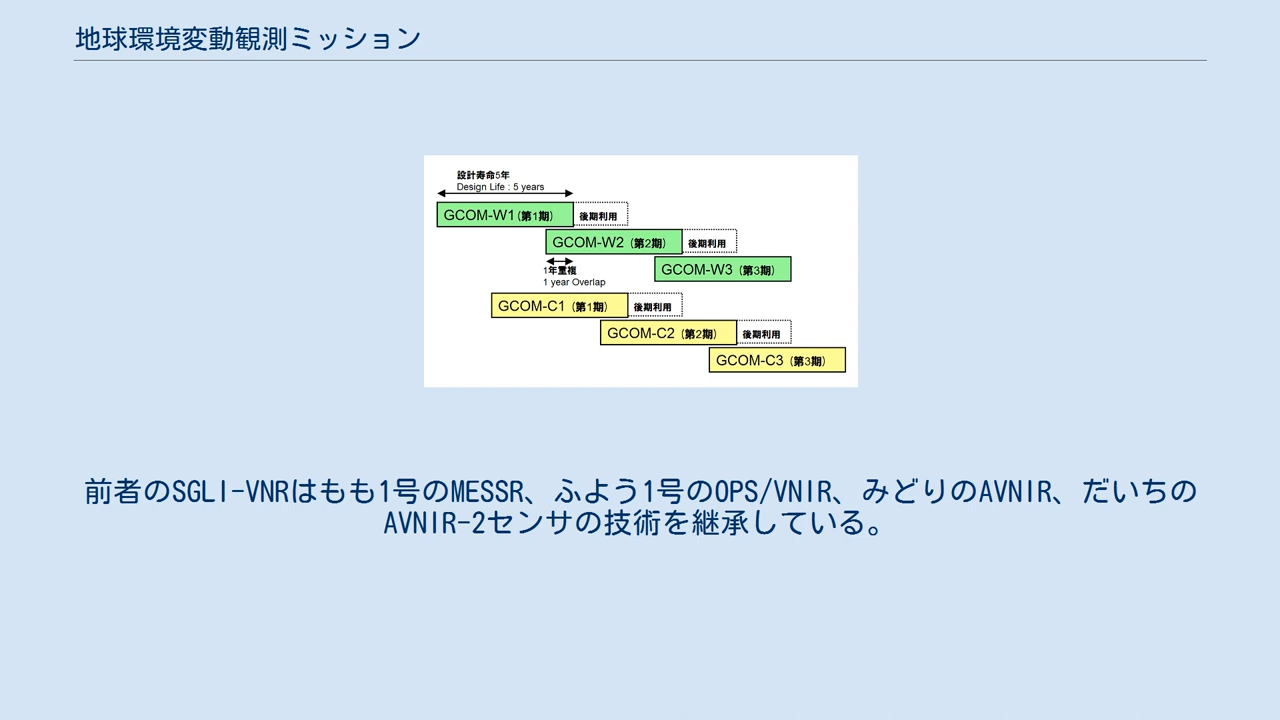 地球環境変動観測ミッション
設計寿命5年
Design Life : 5 years
GCOM-W1 (第1期)
後期利用
GCOM-W2 (第2期)
後期利用
1年重複
1 year Overlap
GCOM-W3 (第3期)
GCOM-C1 (第1期)
後期利用
GCOM-C2 (第2期)
後期利用
GCOM-C3 (第3期)
前者のSGLI-VNRはもも1号のMESSR、ふよう1号のOPS/VNIR、みどりのAVNIR、だいちの
AVNIR-2センサの技術を継承している。